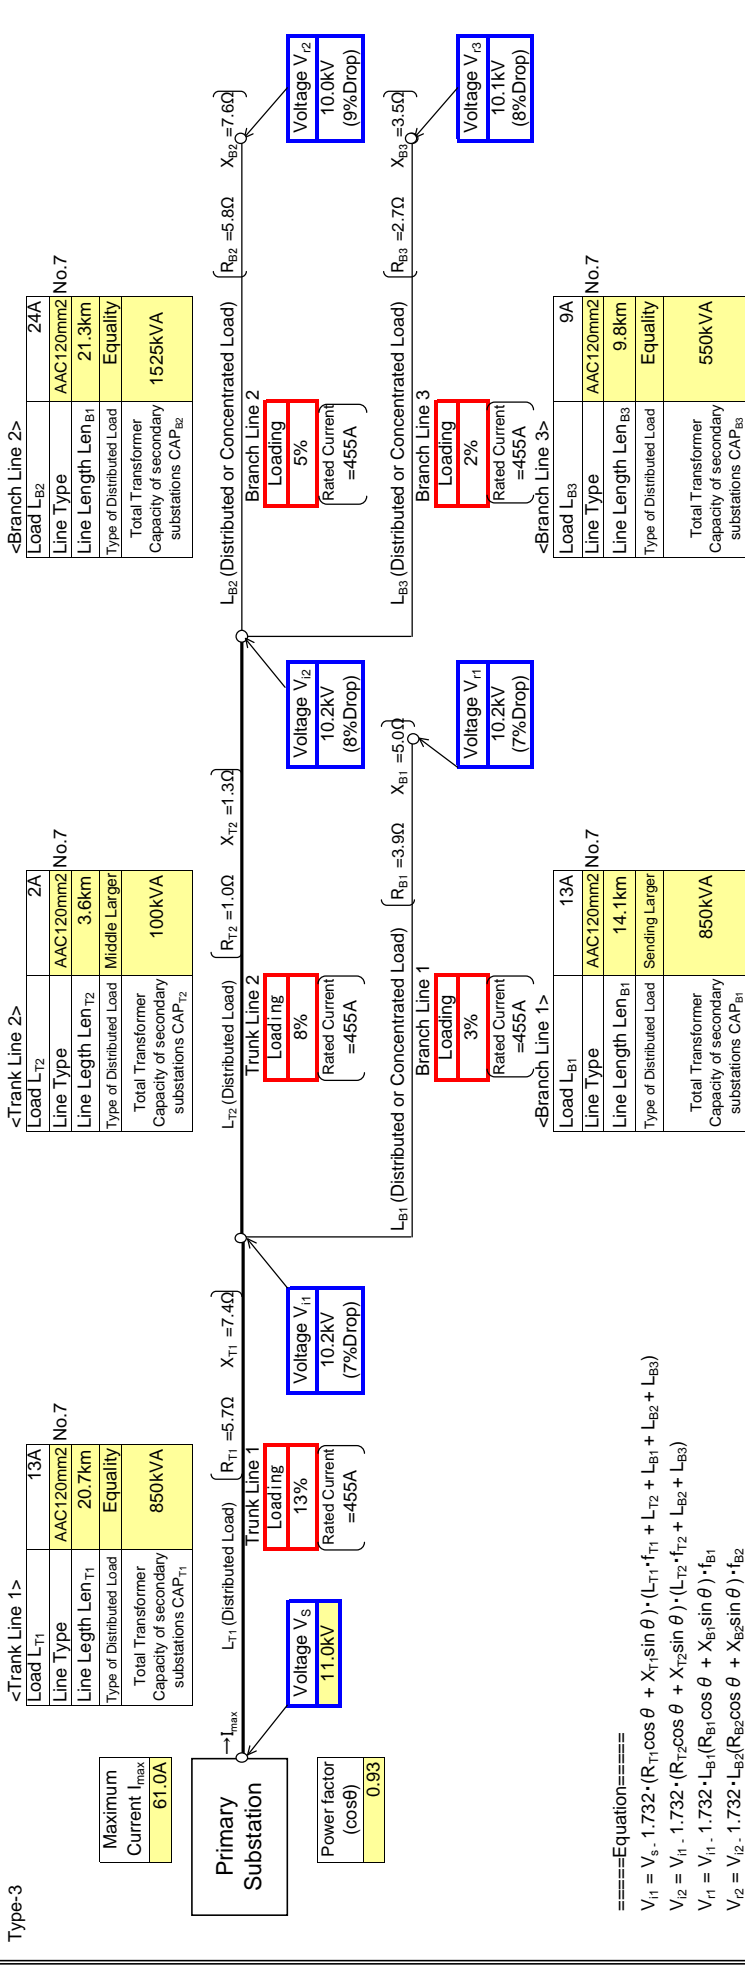 Type-3
Maximum
Current Imax
61.0A
Primary
Substation
→Imax
Power factor
(cosθ)
0.93
Voltage VS
11.0kV
<Trank Line 1>
Load LT1 13A
Line Type AAC120mm2 No.7
Line Legth LenT1 20.7km
Type of Distributed Load Equality
Total Transformer
Capacity of secondary
substations CAPT1
850kVA
LT1 (Distributed Load)
RT1 =5.7Ω XT1 =7.4Ω
Trunk Line 1
Loading
13%
Rated Current
=455A
Voltage Vi1
10.2kV
(7%Drop)
<Trank Line 2>
Load LT2 2A
Line Type AAC120mm2 No.7
Line Legth LenT2 3.6km
Type of Distributed Load Middle Larger
Total Transformer
Capacity of secondary
substations CAPT2
100kVA
LT2 (Distributed Load)
RT2 =1.0Ω XT2 =1.3Ω
Trunk Line 2
Loading
8%
Rated Current
=455A
Voltage Vi2
10.2kV
(8%Drop)
LB1 (Distributed or Concentrated Load)
RB1 =3.9Ω XB1 =5.0Ω
Branch Line 1
Loading
3%
Rated Current
=455A
Voltage Vr1
10.2kV
(7%Drop)
<Branch Line 1>
Load LB1 13A
Line Type AAC120mm2 No.7
Line Length LenB1 14.1km
Type of Distributed Load Sending Larger
Total Transformer
Capacity of secondary
substations CAPB1
850kVA
<Branch Line 2>
Load LB2 24A
Line Type AAC120mm2 No.7
Line Length LenB1 21.3km
Type of Distributed Load Equality
Total Transformer
Capacity of secondary
substations CAPB2
1525kVA
LB2 (Distributed or Concentrated Load)
RB2 =5.8Ω XB2 =7.6Ω
Branch Line 2
Loading
5%
Rated Current
=455A
Voltage Vr2
10.0kV
(9%Drop)
LB3 (Distributed or Concentrated Load)
RB3 =2.7Ω XB3 =3.5Ω
Branch Line 3
Loading
2%
Rated Current
=455A
Voltage Vr3
10.1kV
(8%Drop)
<Branch Line 3>
Load LB3 9A
Line Type AAC120mm2 No.7
Line Length LenB3 9.8km
Type of Distributed Load Equality
Total Transformer
Capacity of secondary
substations CAPB3
550kVA
=====Equation=====
Vi1 = Vs - 1.732・(RT1cos θ + XT1sin θ)・(LT1・fT1 + LT2 + LB1 + LB2 + LB3)
Vi2 = Vi1 - 1.732・(RT2cos θ + XT2sin θ)・(LT2・fT2 + LB2 + LB3)
Vr1 = Vi1 - 1.732・LB1(RB1cos θ + XB1sin θ)・fB1
Vr2 = Vi2 - 1.732・LB2(RB2cos θ + XB2sin θ)・fB2